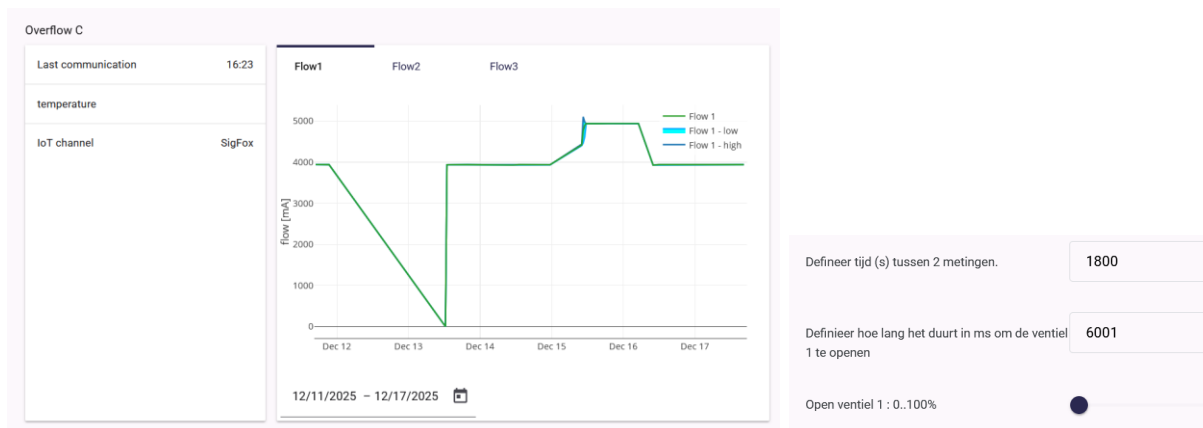 Overflow C
Last communication 16:23
temperature
IoT channel SigFox
Flow1 Flow2 Flow3
Flow 1
Flow 1 - low
Flow 1 - high
flow [mA]
5000
4000
3000
2000
1000
0
Dec 12 Dec 13 Dec 14 Dec 15 Dec 16 Dec 17
12/11/2025 – 12/17/2025
Defineer tijd (s) tussen 2 metingen. 1800
Definieer hoe lang het duurt in ms om de ventiel 6001
1 te openen
Open ventiel 1 : 0..100%